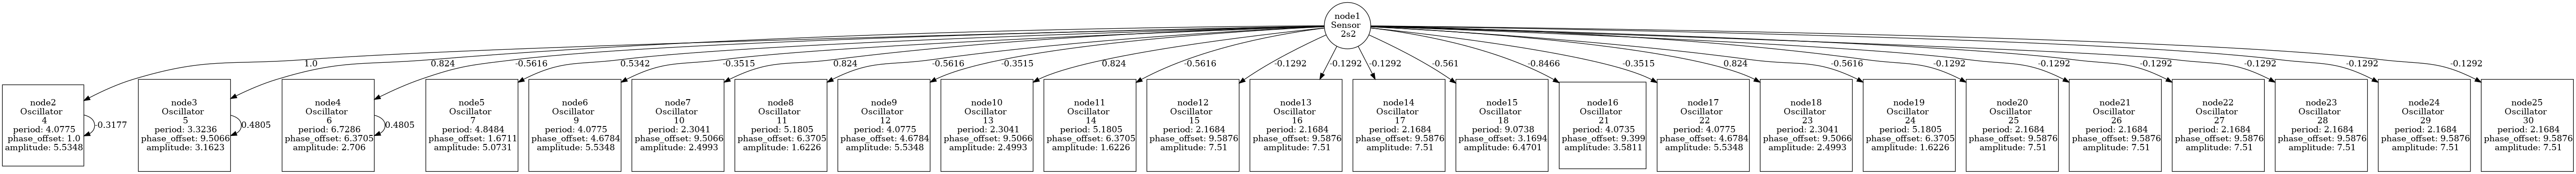 node1
Sensor
2s2
1.0
0.824
-0.5616
0.5342
-0.3515
0.824
-0.5616
-0.3515
0.824
-0.5616
-0.1292
-0.1292
-0.1292
-0.561
-0.8466
-0.3515
0.824
-0.5616
-0.1292
-0.1292
-0.1292
-0.1292
-0.1292
-0.1292
node2
Oscillator
4
period: 4.0775
phase_offset: 1.0
amplitude: 5.5348
-0.3177
node3
Oscillator
5
period: 3.3236
phase_offset: 9.5066
amplitude: 3.1623
0.4805
node4
Oscillator
6
period: 6.7286
phase_offset: 6.3705
amplitude: 2.706
0.4805
node5
Oscillator
7
period: 4.8484
phase_offset: 1.6711
amplitude: 5.0731
node6
Oscillator
9
period: 4.0775
phase_offset: 4.6784
amplitude: 5.5348
node7
Oscillator
10
period: 2.3041
phase_offset: 9.5066
amplitude: 2.4993
node8
Oscillator
11
period: 5.1805
phase_offset: 6.3705
amplitude: 1.6226
node9
Oscillator
12
period: 4.0775
phase_offset: 4.6784
amplitude: 5.5348
node10
Oscillator
13
period: 2.3041
phase_offset: 9.5066
amplitude: 2.4993
node11
Oscillator
14
period: 5.1805
phase_offset: 6.3705
amplitude: 1.6226
node12
Oscillator
15
period: 2.1684
phase_offset: 9.5876
amplitude: 7.51
node13
Oscillator
16
period: 2.1684
phase_offset: 9.5876
amplitude: 7.51
node14
Oscillator
17
period: 2.1684
phase_offset: 9.5876
amplitude: 7.51
node15
Oscillator
18
period: 9.0738
phase_offset: 3.1694
amplitude: 6.4701
node16
Oscillator
21
period: 4.0735
phase_offset: 9.399
amplitude: 3.5811
node17
Oscillator
22
period: 4.0775
phase_offset: 4.6784
amplitude: 5.5348
node18
Oscillator
23
period: 2.3041
phase_offset: 9.5066
amplitude: 2.4993
node19
Oscillator
24
period: 5.1805
phase_offset: 6.3705
amplitude: 1.6226
node20
Oscillator
25
period: 2.1684
phase_offset: 9.5876
amplitude: 7.51
node21
Oscillator
26
period: 2.1684
phase_offset: 9.5876
amplitude: 7.51
node22
Oscillator
27
period: 2.1684
phase_offset: 9.5876
amplitude: 7.51
node23
Oscillator
28
period: 2.1684
phase_offset: 9.5876
amplitude: 7.51
node24
Oscillator
29
period: 2.1684
phase_offset: 9.5876
amplitude: 7.51
node25
Oscillator
30
period: 2.1684
phase_offset: 9.5876
amplitude: 7.51